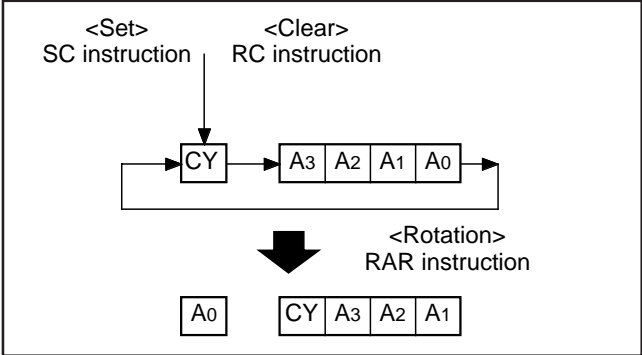 <Set> <Clear>
SC instruction RC instruction
CY A3 A2 A1 A0
<Rotation>
RAR instruction
A0 CY A3 A2 A1